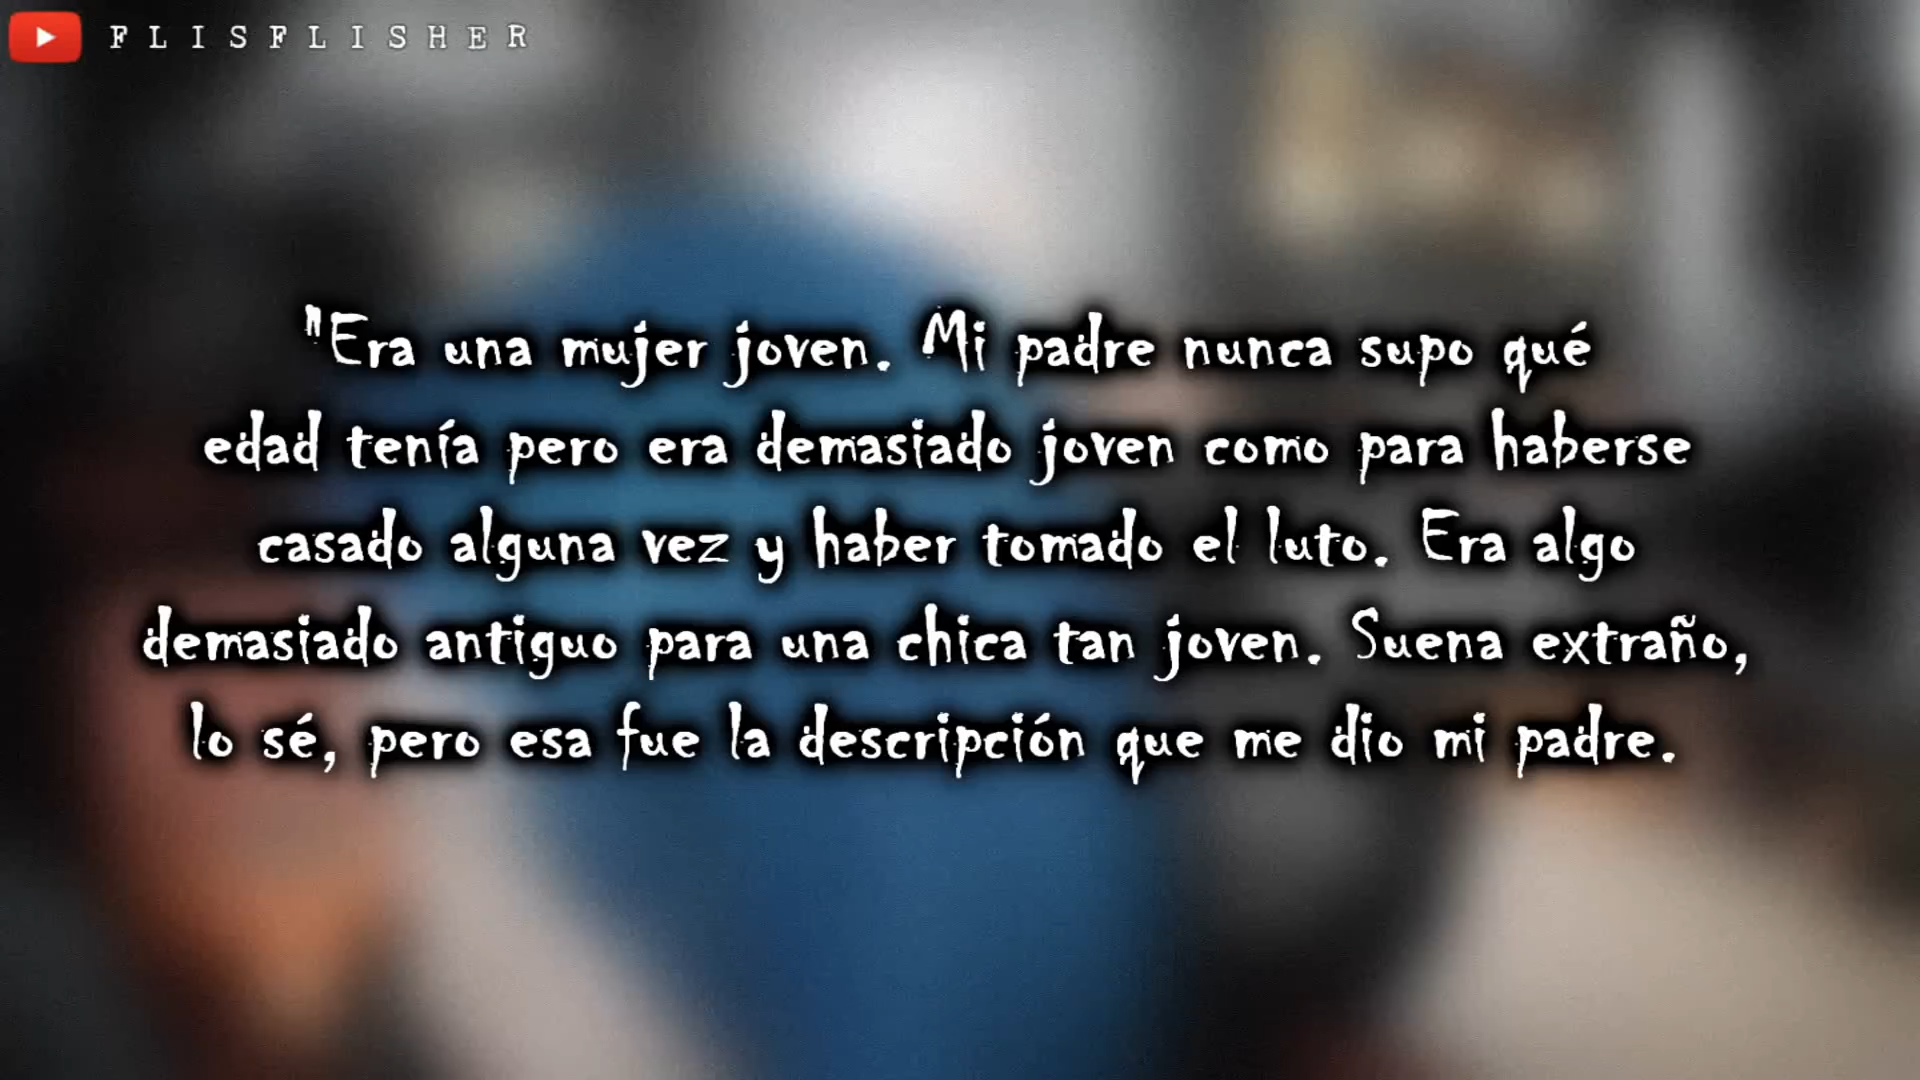 FLISFLISHER
"Era una mujer joven. Mi padre nunca supo qué
edad tenía pero era demasiado joven como para haberse
casado alguna vez y haber tomado el luto. Era algo
demasiado antiguo para una chica tan joven. Suena extraño,
lo sé, pero esa fue la descripción que me dio mi padre.